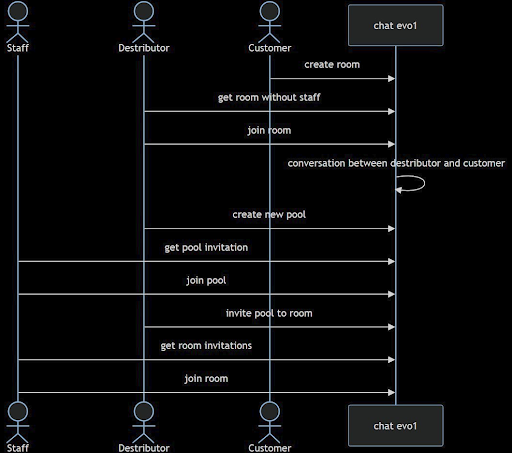 Staff
Destributor
Customer
chat evo1
create room
get room without staff
join room
conversation between destributor and customer
create new pool
get pool invitation
join pool
invite pool to room
get room invitations
join room
Staff
Destributor
Customer
chat evo1